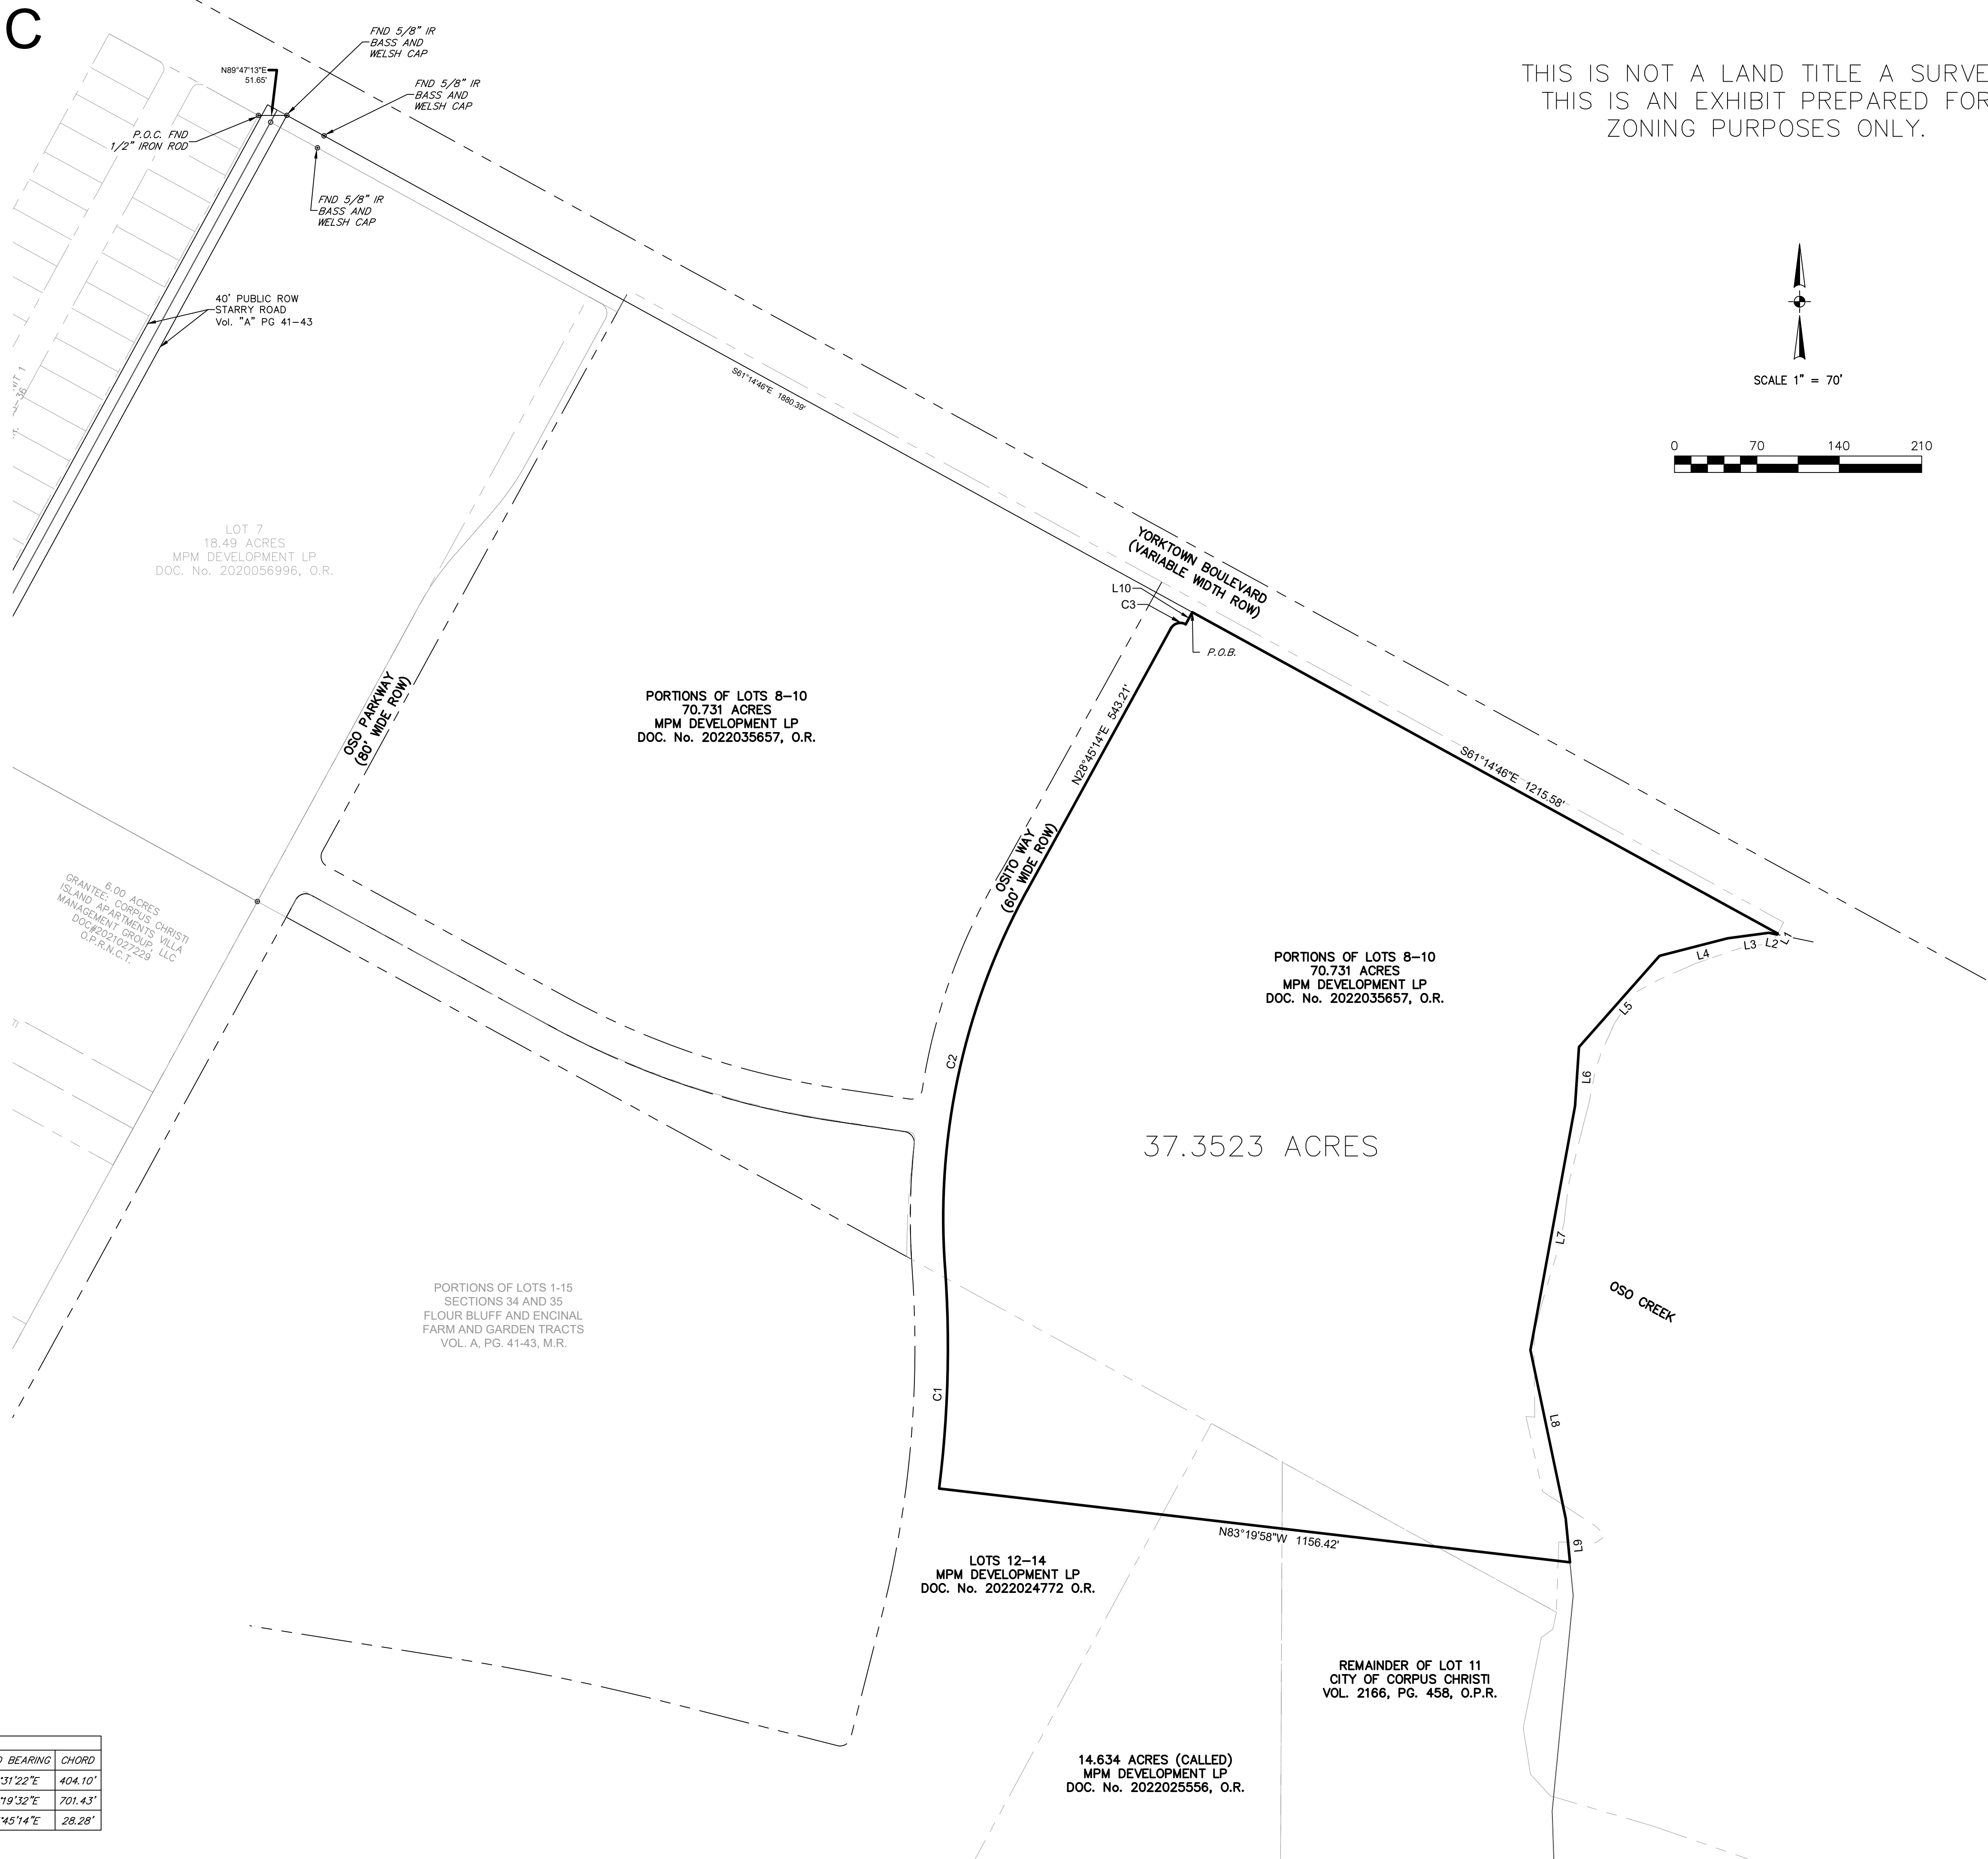 C
THIS IS NOT A LAND TITLE A SURVE
THIS IS AN EXHIBIT PREPARED FOR
ZONING PURPOSES ONLY.
FND 5/8" IR
BASS AND
WELSH CAP
N89°47'13"E
51.65'
FND 5/8" IR
BASS AND
WELSH CAP
P.O.C. FND
1/2" IRON ROD
FND 5/8" IR
BASS AND
WELSH CAP
40' PUBLIC ROW
STARRY ROAD
Vol. "A" PG 41-43
SCALE 1" = 70'
0 70 140 210
S61°14'46"E 1880.39'
LOT 7
18.49 ACRES
MPM DEVELOPMENT LP
DOC. No. 2020056996, O.R.
YORKTOWN BOULEVARD
(VARIABLE WIDTH ROW)
L10
C3
P.O.B.
OSO PARKWAY
(80' WIDE ROW)
PORTIONS OF LOTS 8-10
70.731 ACRES
MPM DEVELOPMENT LP
DOC. No. 2022035657, O.R.
N28°45'14"E 543.21'
S61°14'46"E 1215.58'
OSITO WAY
(60' WIDE ROW)
6.00 ACRES
GRANTEE: CORPUS CHRISTI
ISLAND APARTMENTS VILLA
MANAGEMENT GROUP, LLC
DOC#2021027229
O.P.R.N.C.T.
PORTIONS OF LOTS 8-10
70.731 ACRES
MPM DEVELOPMENT LP
DOC. No. 2022035657, O.R.
L1
L2
L3
L4
L5
L6
C2
37.3523 ACRES
L7
OSO CREEK
PORTIONS OF LOTS 1-15
SECTIONS 34 AND 35
FLOUR BLUFF AND ENCINAL
FARM AND GARDEN TRACTS
VOL. A, PG. 41-43, M.R.
C1
L8
N83°19'58"W 1156.42'
L9
LOTS 12-14
MPM DEVELOPMENT LP
DOC. No. 2022024772 O.R.
REMAINDER OF LOT 11
CITY OF CORPUS CHRISTI
VOL. 2166, PG. 458, O.P.R.
14.634 ACRES (CALLED)
MPM DEVELOPMENT LP
DOC. No. 2022025556, O.R.
BEARING CHORD
°31'22"E 404.10'
°19'32"E 701.43'
°45'14"E 28.28'